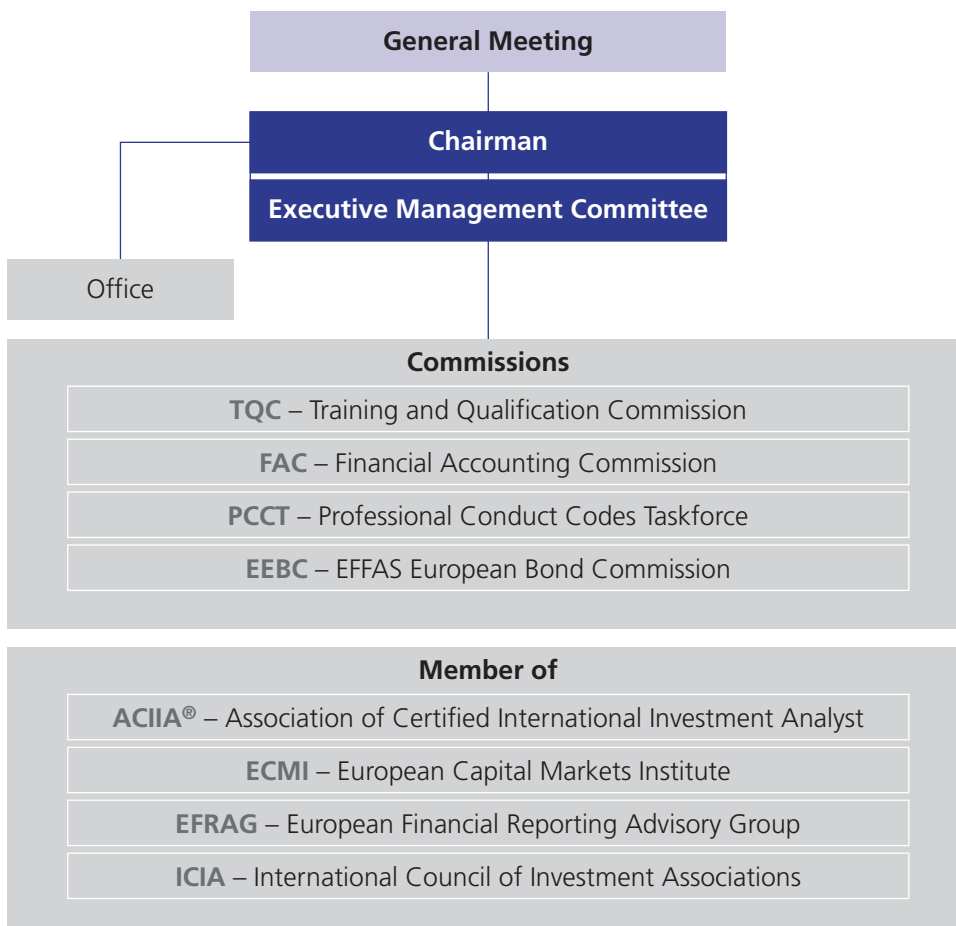 General Meeting
Chairman
Executive Management Committee
Office
Commissions
TQC – Training and Qualification Commission
FAC – Financial Accounting Commission
PCCT – Professional Conduct Codes Taskforce
EEBC – EFFAS European Bond Commission
Member of
ACIIA® – Association of Certified International Investment Analyst
ECMI – European Capital Markets Institute
EFRAG – European Financial Reporting Advisory Group
ICIA – International Council of Investment Associations